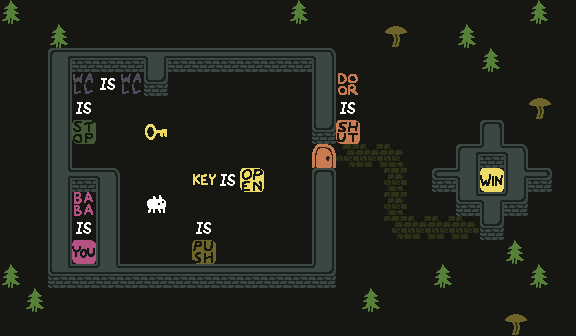 WALL IS WALL
IS
STOP
DOOR
IS
SHUT
KEY IS OPEN
BABA
IS
YOU
IS
PUSH
WIN